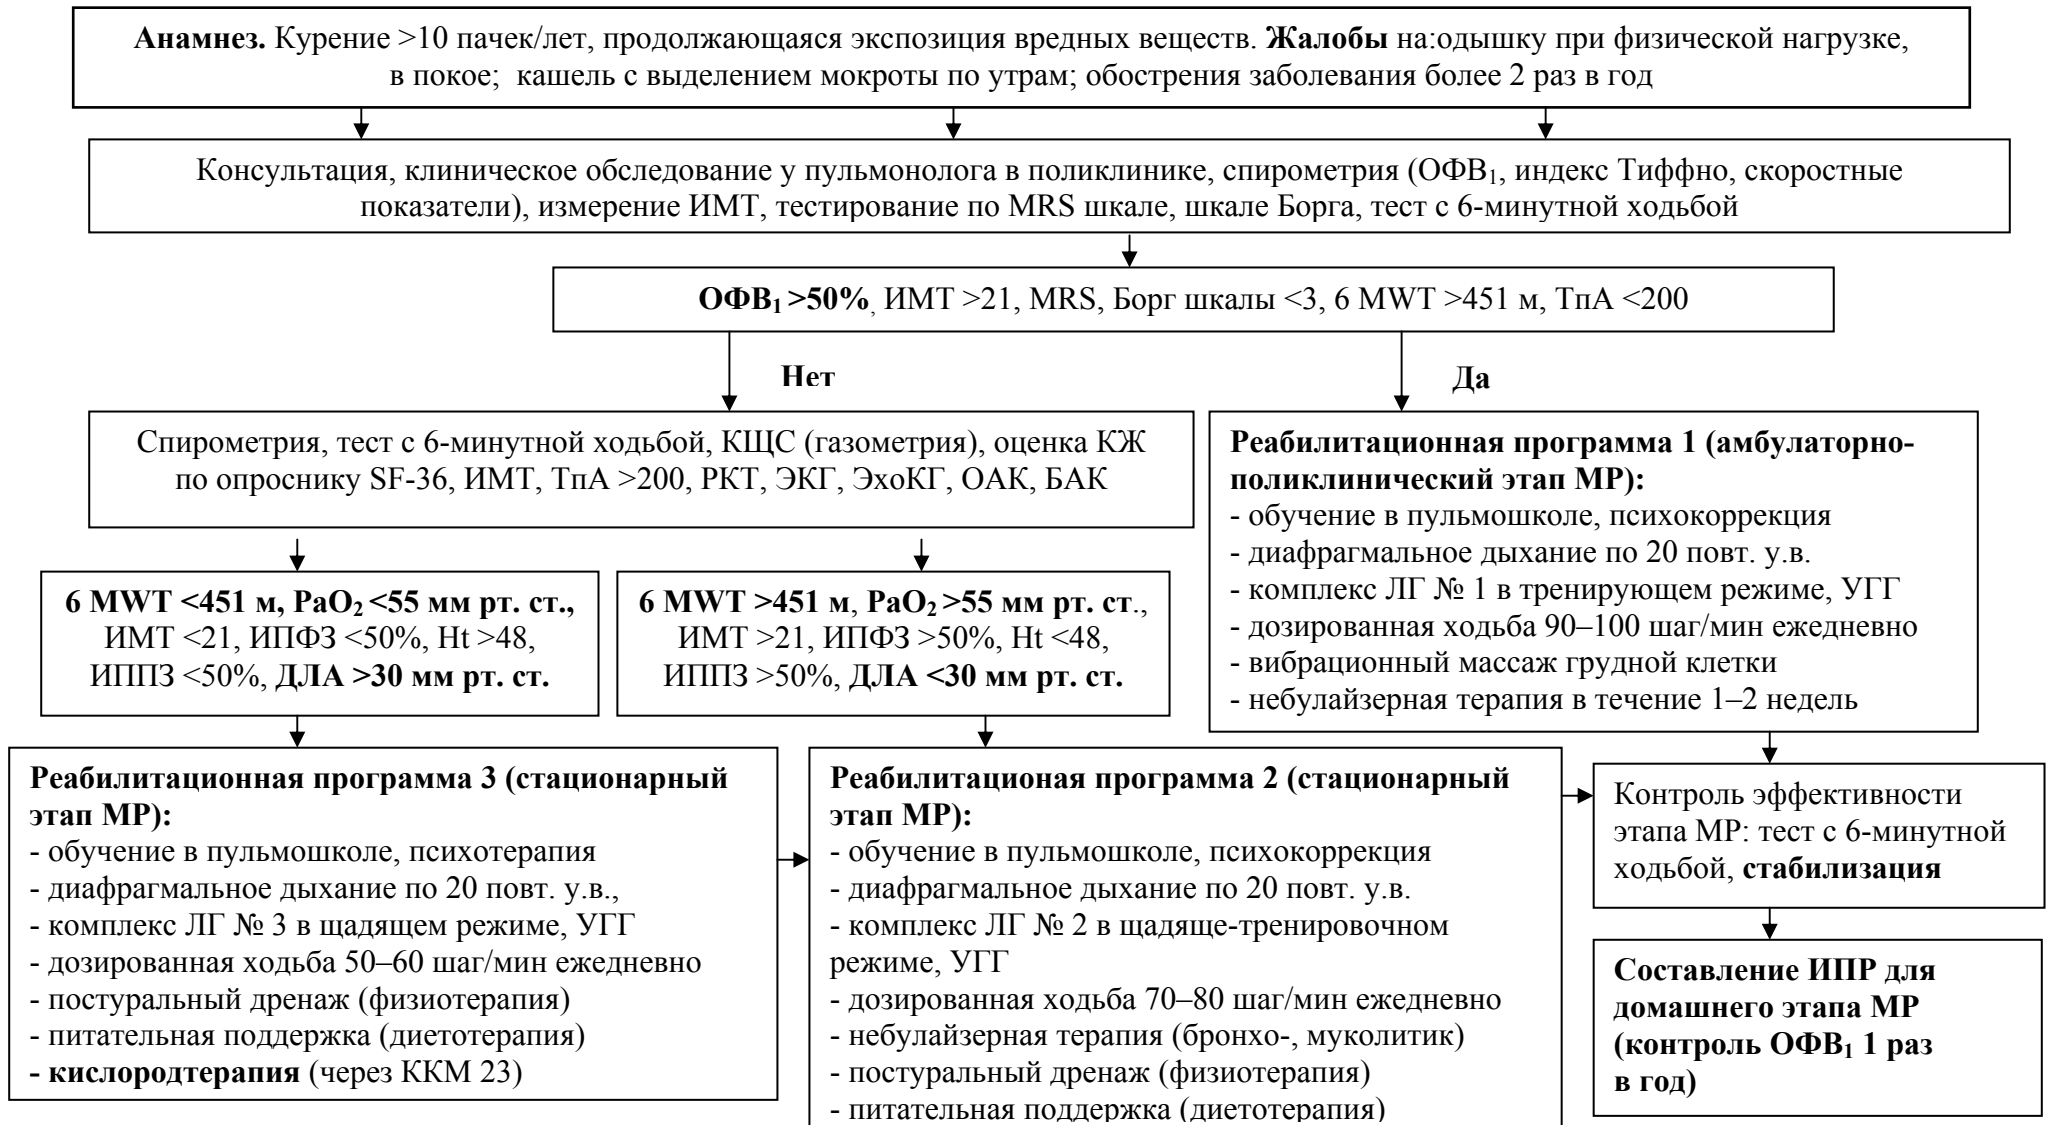 Анамнез. Курение >10 пачек/лет, продолжающаяся экспозиция вредных веществ. Жалобы на:одышку при физической нагрузке,
в покое; кашель с выделением мокроты по утрам; обострения заболевания более 2 раз в год
Консультация, клиническое обследование у пульмонолога в поликлинике, спирометрия (ОФВ₁, индекс Тиффно, скоростные
показатели), измерение ИМТ, тестирование по MRS шкале, шкале Борга, тест с 6-минутной ходьбой
ОФВ₁ >50%, ИМТ >21, MRS, Борг шкалы <3, 6 MWT >451 м, ТпА <200
Нет
Да
Спирометрия, тест с 6-минутной ходьбой, КЩС (газометрия), оценка КЖ
по опроснику SF-36, ИМТ, ТпА >200, РКТ, ЭКГ, ЭхоКГ, ОАК, БАК
Реабилитационная программа 1 (амбулаторно-
поликлинический этап МР):
- обучение в пульмошколе, психокоррекция
- диафрагмальное дыхание по 20 повт. у.в.
- комплекс ЛГ № 1 в тренирующем режиме, УГГ
- дозированная ходьба 90–100 шаг/мин ежедневно
- вибрационный массаж грудной клетки
- небулайзерная терапия в течение 1–2 недель
6 MWT <451 м, PaO₂ <55 мм рт. ст.,
ИМТ <21, ИПФЗ <50%, Ht >48,
ИППЗ <50%, ДЛА >30 мм рт. ст.
6 MWT >451 м, PaO₂ >55 мм рт. ст.,
ИМТ >21, ИПФЗ >50%, Ht <48,
ИППЗ >50%, ДЛА <30 мм рт. ст.
Реабилитационная программа 3 (стационарный
этап МР):
- обучение в пульмошколе, психотерапия
- диафрагмальное дыхание по 20 повт. у.в.,
- комплекс ЛГ № 3 в щадящем режиме, УГГ
- дозированная ходьба 50–60 шаг/мин ежедневно
- постуральный дренаж (физиотерапия)
- питательная поддержка (диетотерапия)
- кислородтерапия (через ККМ 23)
Реабилитационая программа 2 (стационарный
этап МР):
- обучение в пульмошколе, психокоррекция
- диафрагмальное дыхание по 20 повт. у.в.
- комплекс ЛГ № 2 в щадяще-тренировочном
режиме, УГГ
- дозированная ходьба 70–80 шаг/мин ежедневно
- небулайзерная терапия (бронхо-, муколитик)
- постуральный дренаж (физиотерапия)
- питательная поддержка (диетотерапия)
Контроль эффективности
этапа МР: тест с 6-минутной
ходьбой, стабилизация
Составление ИПР для
домашнего этапа МР
(контроль ОФВ₁ 1 раз
в год)